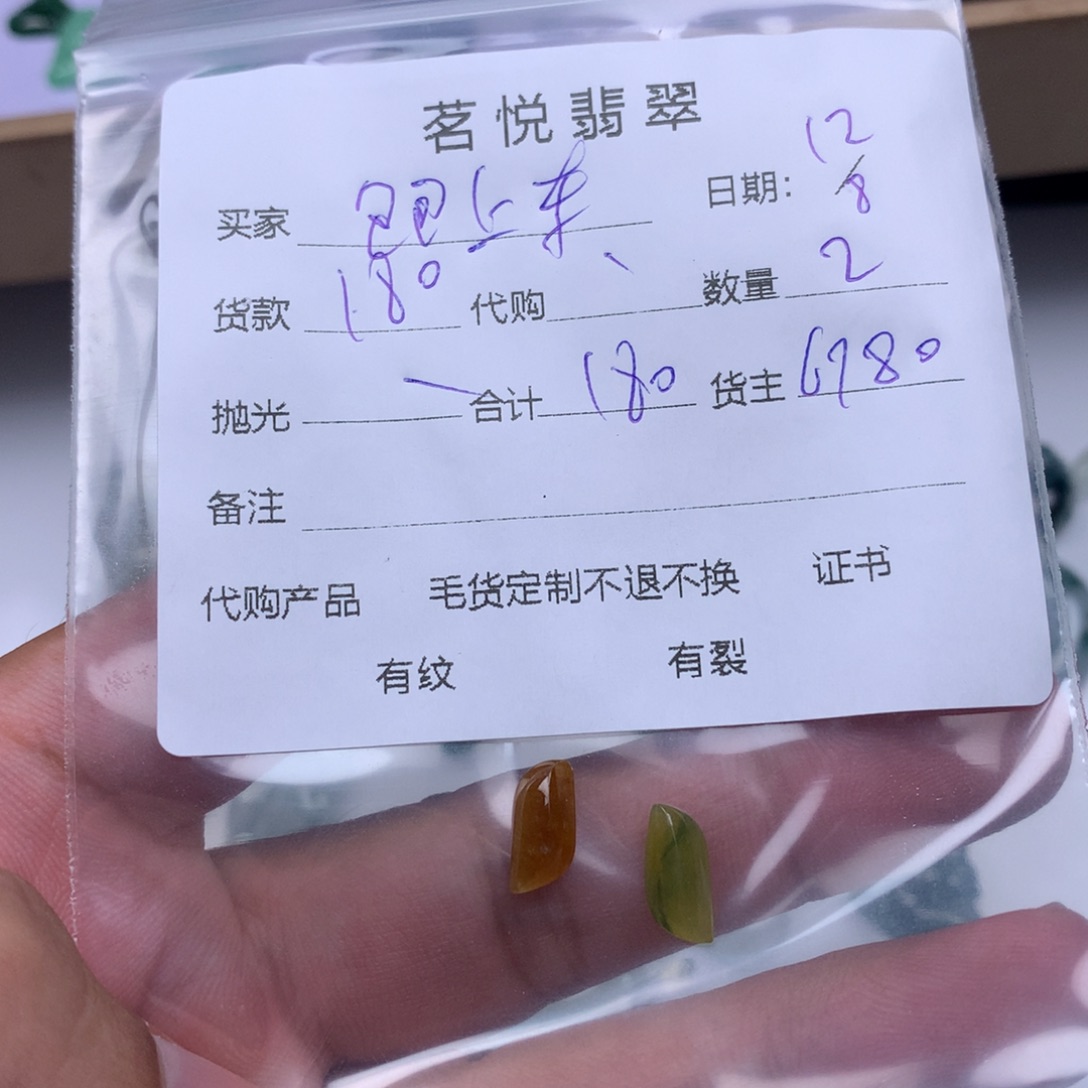 茗悦翡翠
买家 日期: 12/8
货款 180 代购 数量 2
抛光 合计 180 货主 6980
备注
代购产品 毛货定制不退不换 证书
有纹 有裂